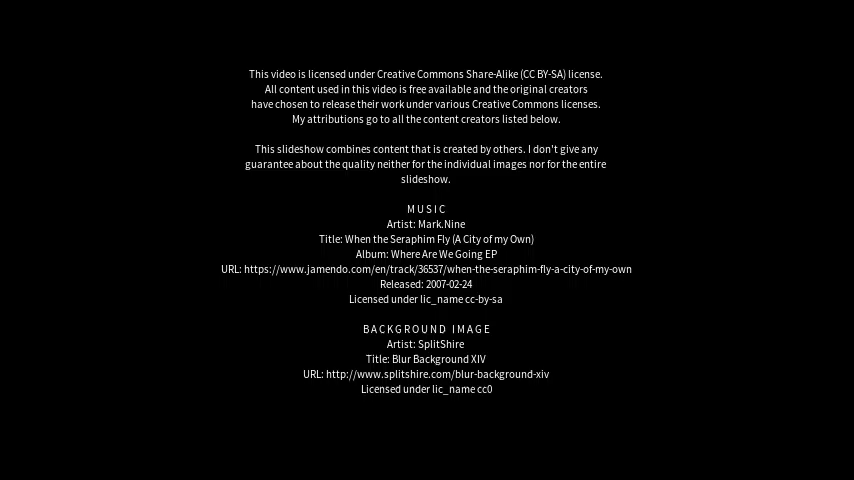 This video is licensed under Creative Commons Share-Alike (CC BY-SA) license.
All content used in this video is free available and the original creators
have chosen to release their work under various Creative Commons licenses.
My attributions go to all the content creators listed below.
This slideshow combines content that is created by others. I don't give any
guarantee about the quality neither for the individual images nor for the entire
slideshow.
MUSIC
Artist: Mark.Nine
Title: When the Seraphim Fly (A City of my Own)
Album: Where Are We Going EP
URL: https://www.jamendo.com/en/track/36537/when-the-seraphim-fly-a-city-of-my-own
Released: 2007-02-24
Licensed under lic_name cc-by-sa
BACKGROUND IMAGE
Artist: SplitShire
Title: Blur Background XIV
URL: http://www.splitshire.com/blur-background-xiv
Licensed under lic_name cc0